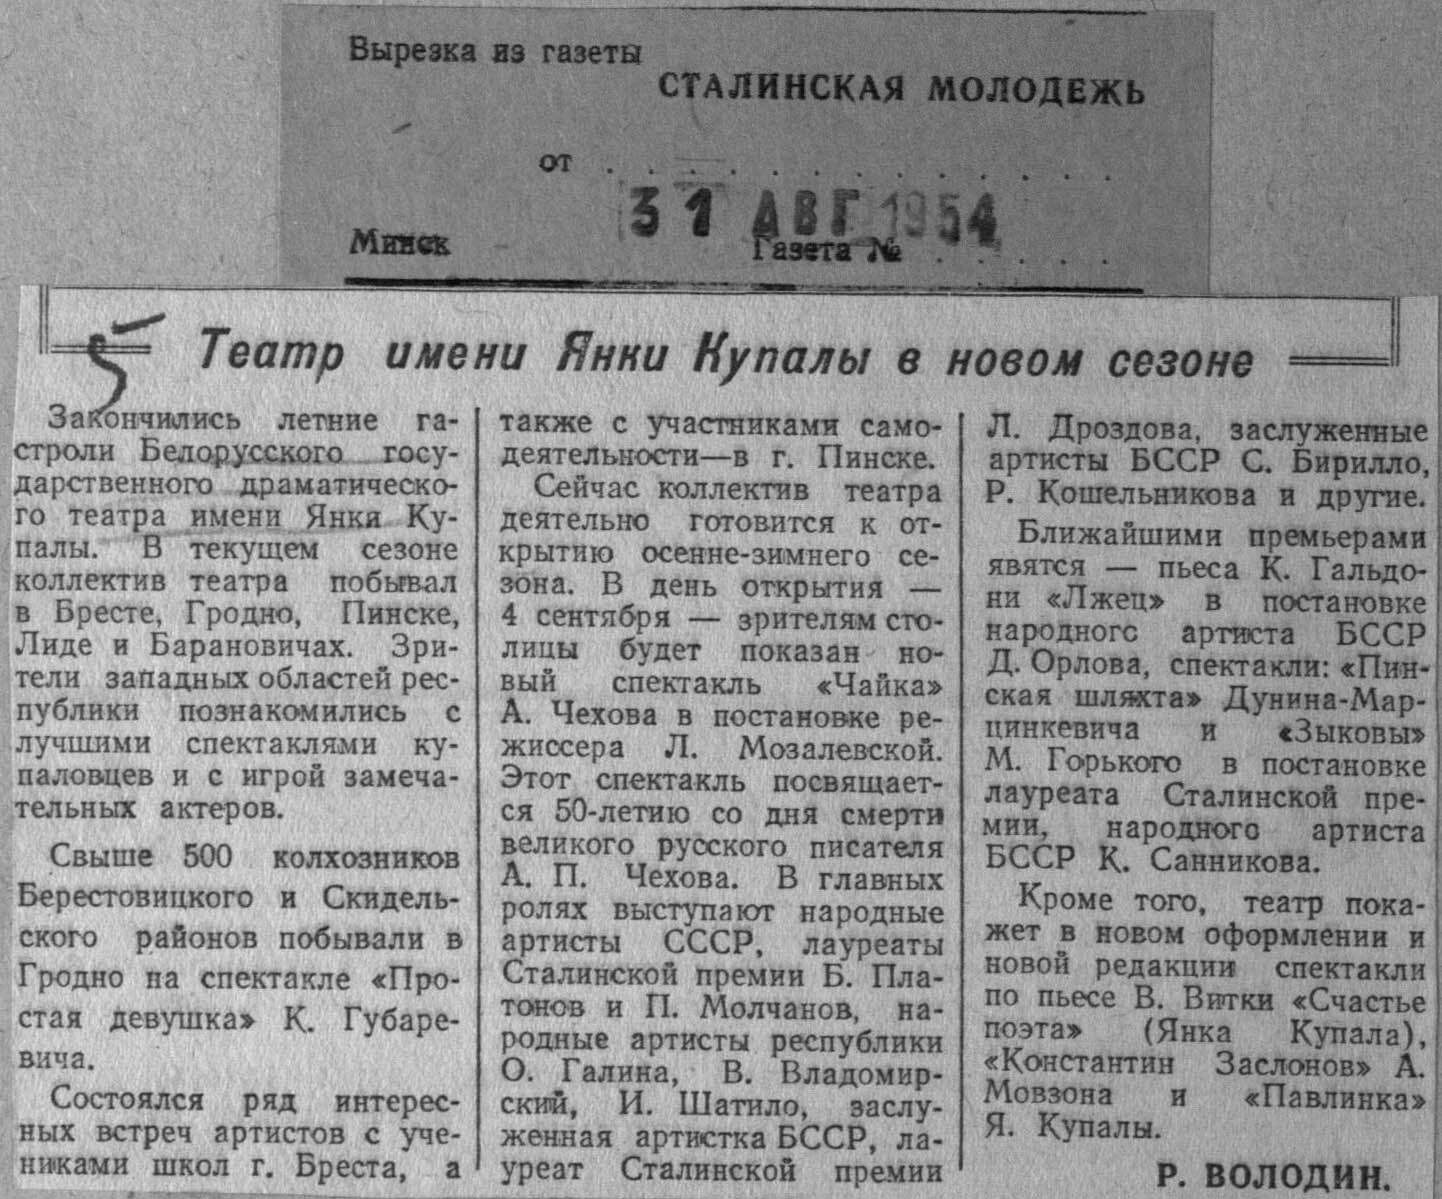 Вырезка из газеты
СТАЛИНСКАЯ МОЛОДЕЖЬ
от . . . . . . . . . . . . .
31 АВГ 1954
Минск Газета № . . . . .
5
Театр имени Янки Купалы в новом сезоне
Закончились летние га-
строли Белорусского госу-
дарственного драматическо-
го театра имени Янки Ку-
палы. В текущем сезоне
коллектив театра побывал
в Бресте, Гродно, Пинске,
Лиде и Барановичах. Зри-
тели западных областей рес-
публики познакомились с
лучшими спектаклями ку-
паловцев и с игрой замеча-
тельных актеров.
Свыше 500 колхозников
Берестовицкого и Скидель-
ского районов побывали в
Гродно на спектакле «Про-
стая девушка» К. Губаре-
вича.
Состоялся ряд интерес-
ных встреч артистов с уче-
никами школ г. Бреста, а
также с участниками само-
деятельности—в г. Пинске.
Сейчас коллектив театра
деятельно готовится к от-
крытию осенне-зимнего се-
зона. В день открытия —
4 сентября — зрителям сто-
лицы будет показан но-
вый спектакль «Чайка»
А. Чехова в постановке ре-
жиссера Л. Мозалевской.
Этот спектакль посвящает-
ся 50-летию со дня смерти
великого русского писателя
А. П. Чехова. В главных
ролях выступают народные
артисты СССР, лауреаты
Сталинской премии Б. Пла-
тонов и П. Молчанов, на-
родные артисты республики
О. Галина, В. Владомир-
ский, И. Шатило, заслу-
женная артистка БССР, ла-
уреат Сталинской премии
Л. Дроздова, заслуженные
артисты БССР С. Бирилло,
Р. Кошельникова и другие.
Ближайшими премьерами
явятся — пьеса К. Гальдо-
ни «Лжец» в постановке
народного артиста БССР
Д. Орлова, спектакли: «Пин-
ская шляхта» Дунина-Мар-
цинкевича и «Зыковы»
М. Горького в постановке
лауреата Сталинской пре-
мии, народного артиста
БССР К. Санникова.
Кроме того, театр пока-
жет в новом оформлении и
новой редакции спектакли
по пьесе В. Витки «Счастье
поэта» (Янка Купала),
«Константин Заслонов» А.
Мовзона и «Павлинка»
Я. Купалы.
Р. ВОЛОДИН.